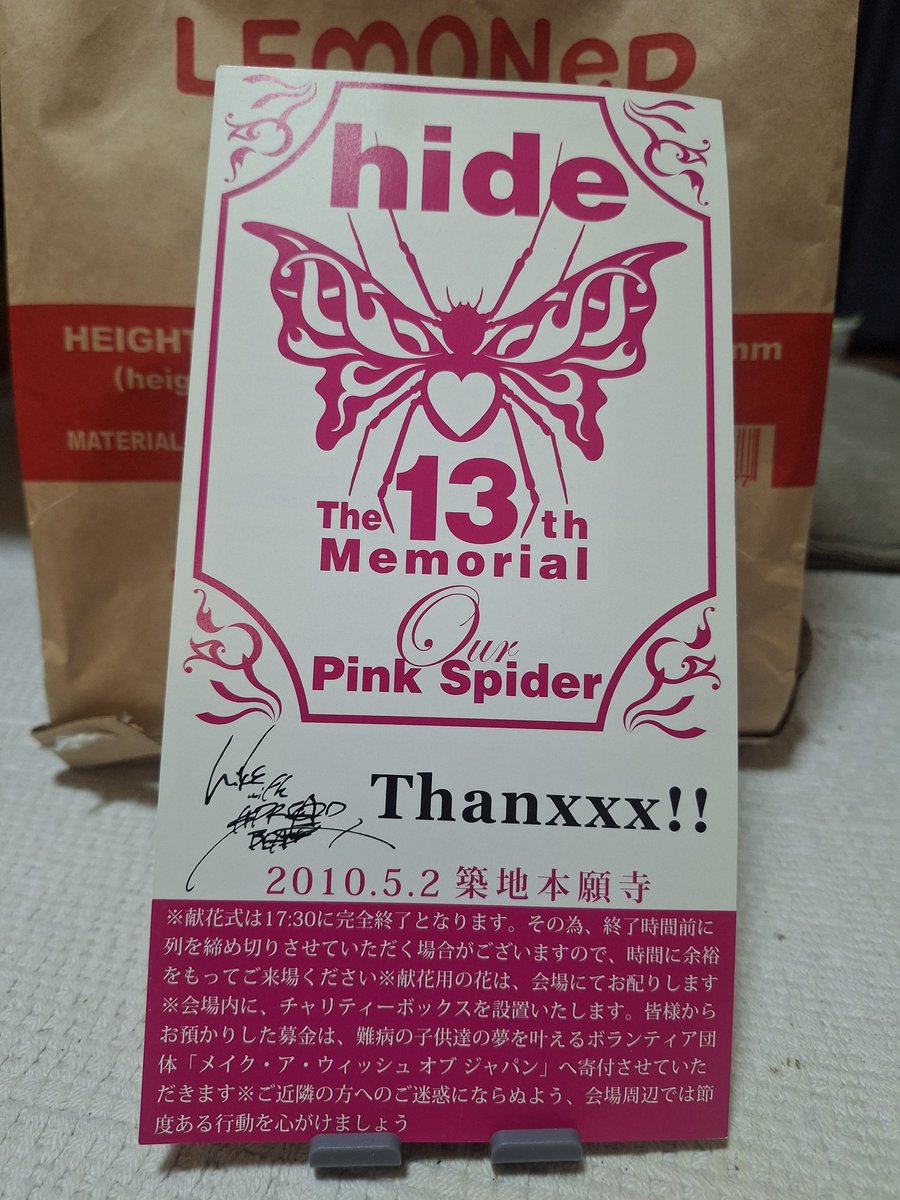 LEMONeD
hide
HEIGHT
mm
(heig
MATERIAL
The 13th
Memorial
Our
Pink Spider
with
Thanxxx!!
2010.5.2 築地本願寺
※献花式は17:30に完全終了となります。その為、終了時間前に
列を締め切りさせていただく場合がございますので、時間に余裕
をもってご来場ください※献花用の花は、会場にてお配りします
※会場内に、チャリティーボックスを設置いたします。皆様から
お預かりした募金は、難病の子供達の夢を叶えるボランティア団
体「メイク・ア・ウィッシュ オブ ジャパン」へ寄付させていた
だきます※ご近隣の方へのご迷惑にならぬよう、会場周辺では節
度ある行動を心がけましょう